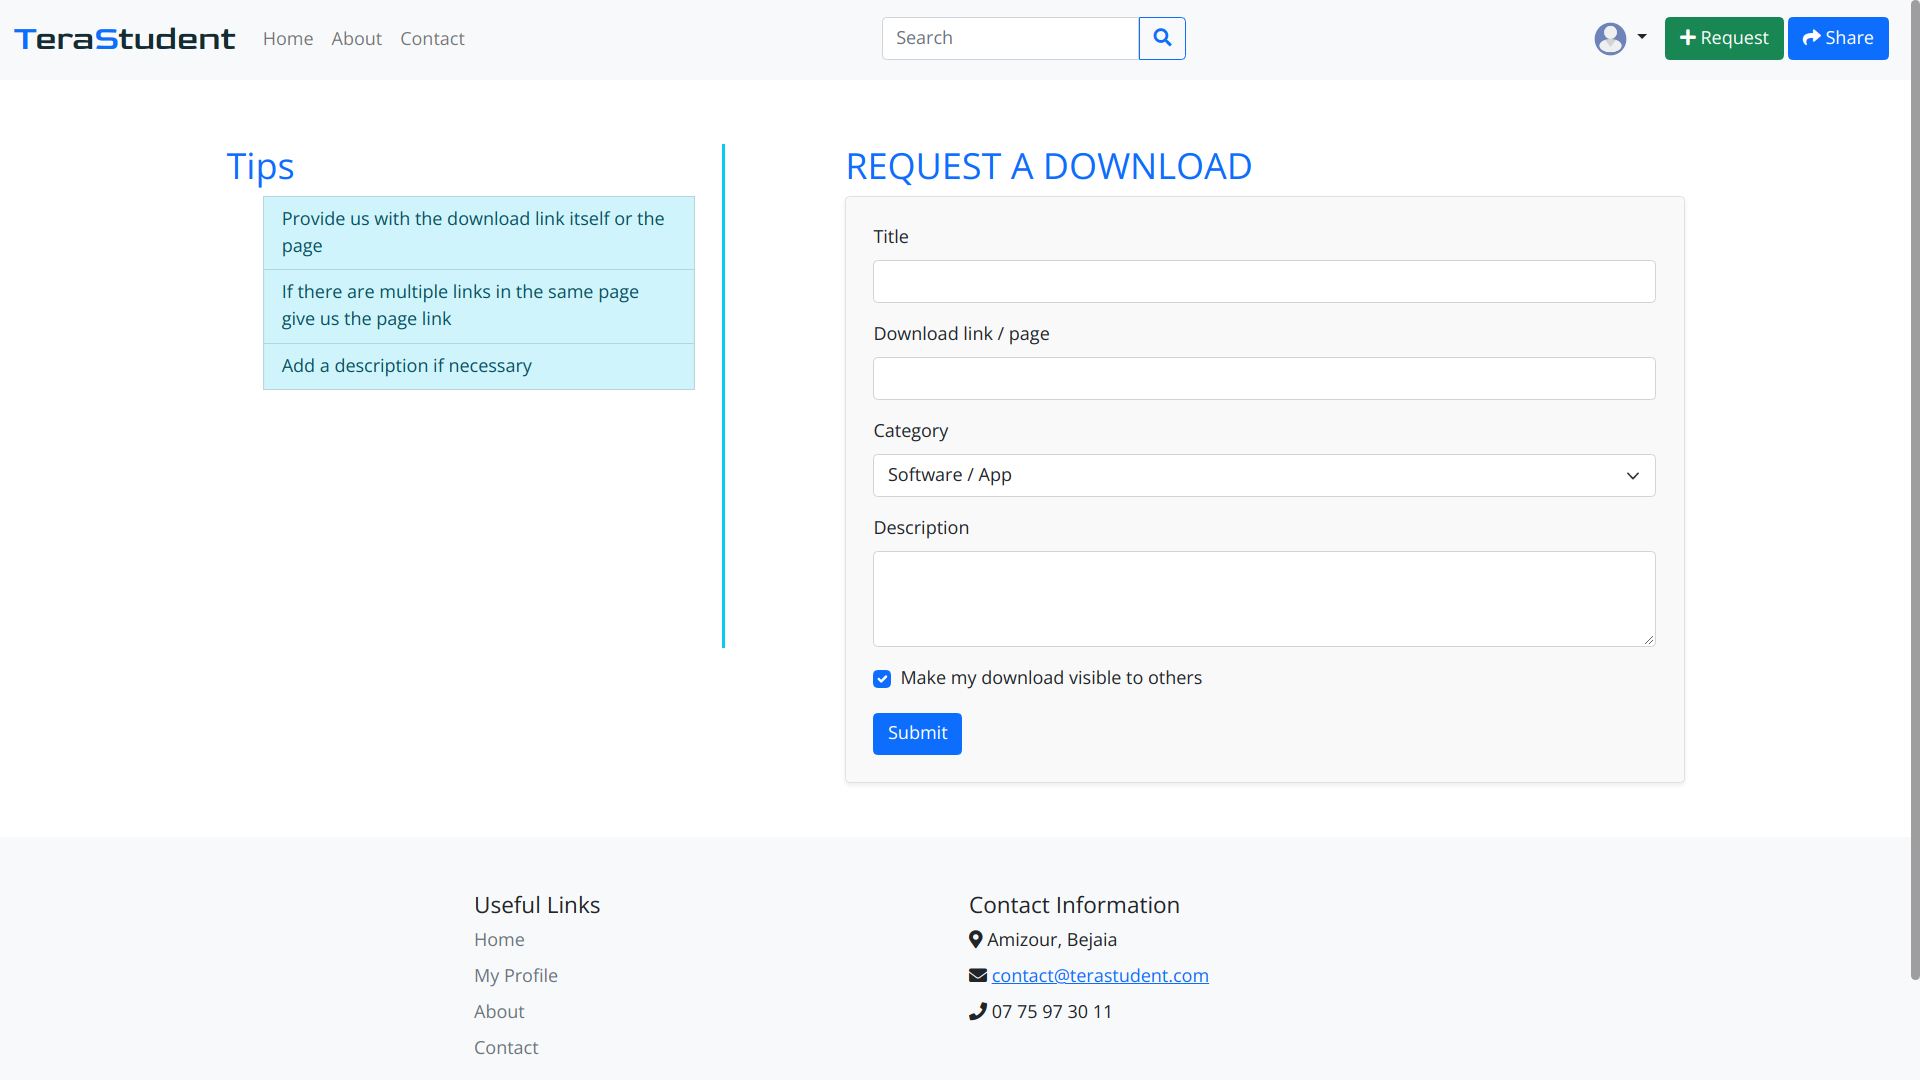 TeraStudent
Home
About
Contact
Search
Request
Share
Tips
Provide us with the download link itself or the
page
If there are multiple links in the same page
give us the page link
Add a description if necessary
REQUEST A DOWNLOAD
Title
Download link / page
Category
Software / App
Description
Make my download visible to others
Submit
Useful Links
Home
My Profile
About
Contact
Contact Information
Amizour, Bejaia
contact@terastudent.com
07 75 97 30 11